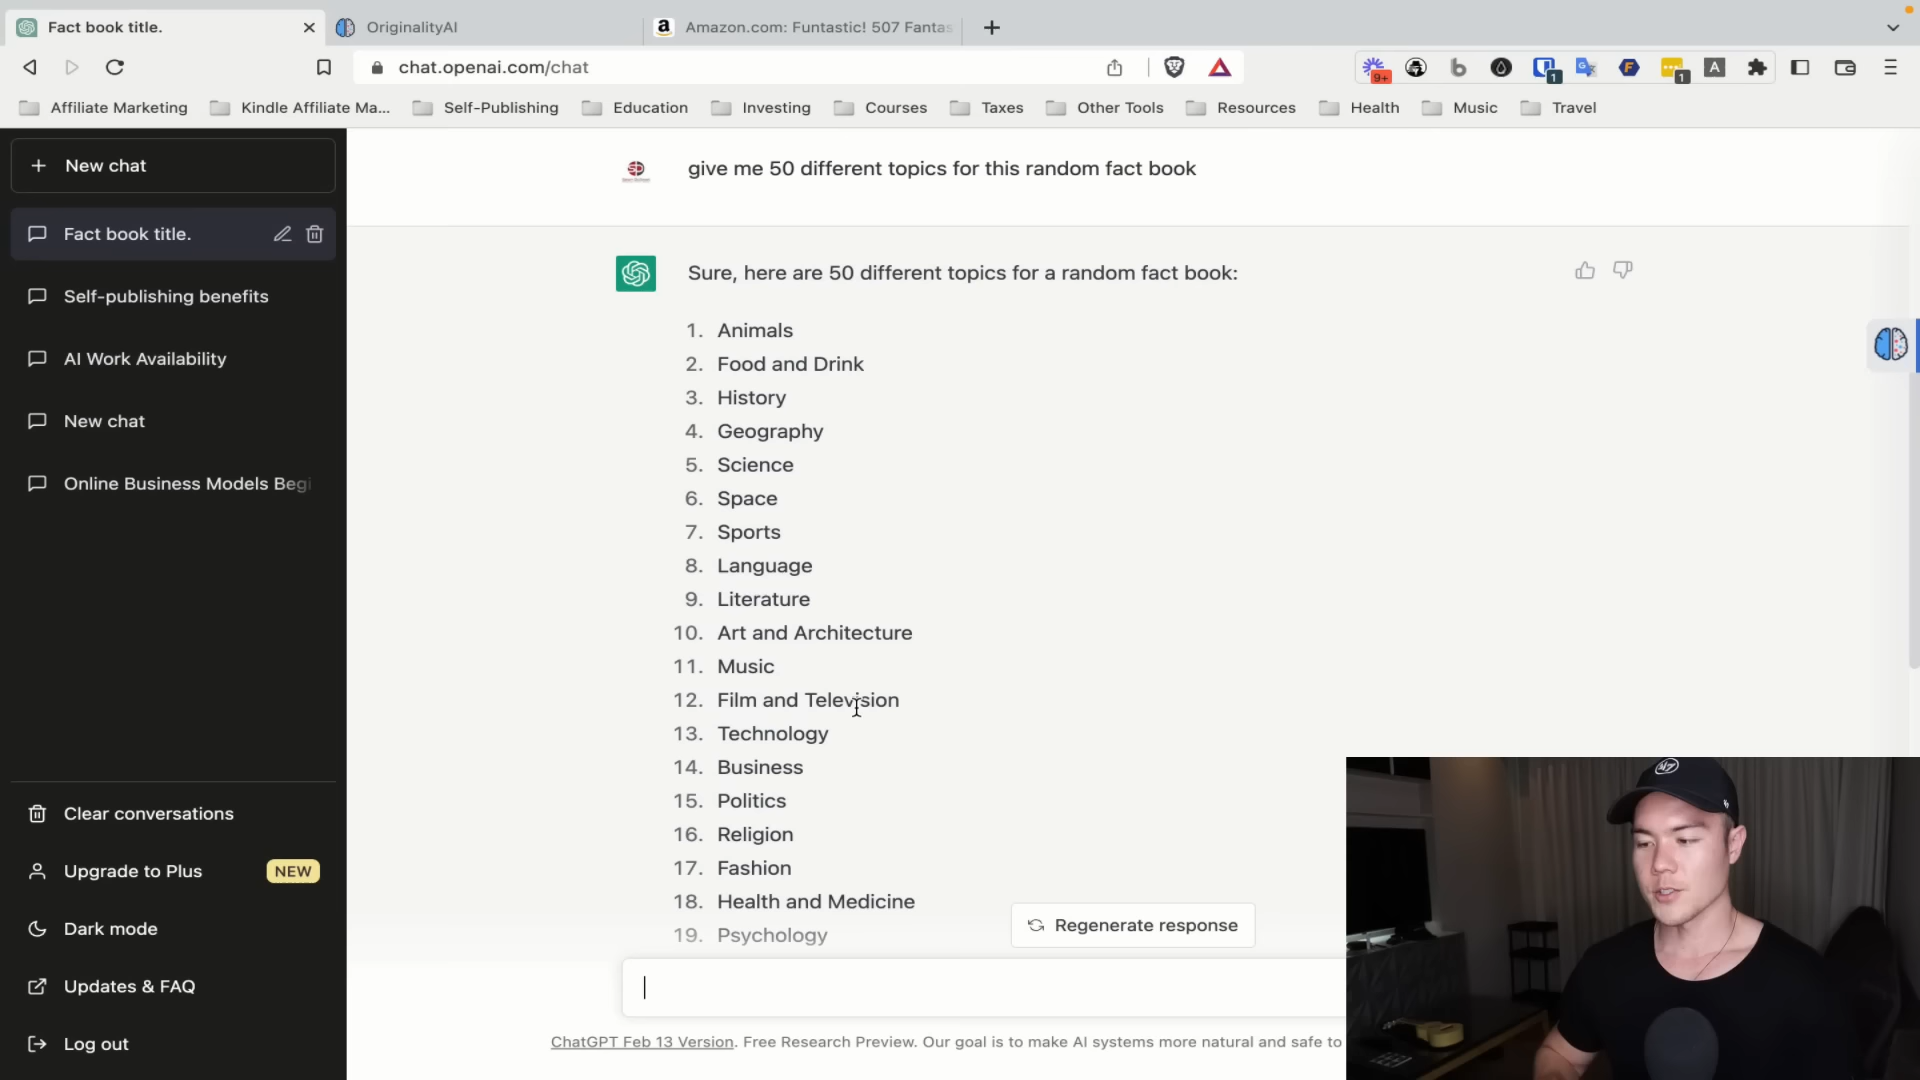 Fact book title.
OriginalityAI
Amazon.com: Funtastic! 507 Fantas
chat.openai.com/chat
9+
1
1
A
Affiliate Marketing
Kindle Affiliate Ma...
Self-Publishing
Education
Investing
Courses
Taxes
Other Tools
Resources
Health
Music
Travel
New chat
Fact book title.
Self-publishing benefits
AI Work Availability
New chat
Online Business Models Begi
Clear conversations
Upgrade to Plus
NEW
Dark mode
Updates & FAQ
Log out
give me 50 different topics for this random fact book
Sure, here are 50 different topics for a random fact book:
1. Animals
2. Food and Drink
3. History
4. Geography
5. Science
6. Space
7. Sports
8. Language
9. Literature
10. Art and Architecture
11. Music
12. Film and Television
13. Technology
14. Business
15. Politics
16. Religion
17. Fashion
18. Health and Medicine
19. Psychology
Regenerate response
ChatGPT Feb 13 Version. Free Research Preview. Our goal is to make AI systems more natural and safe to